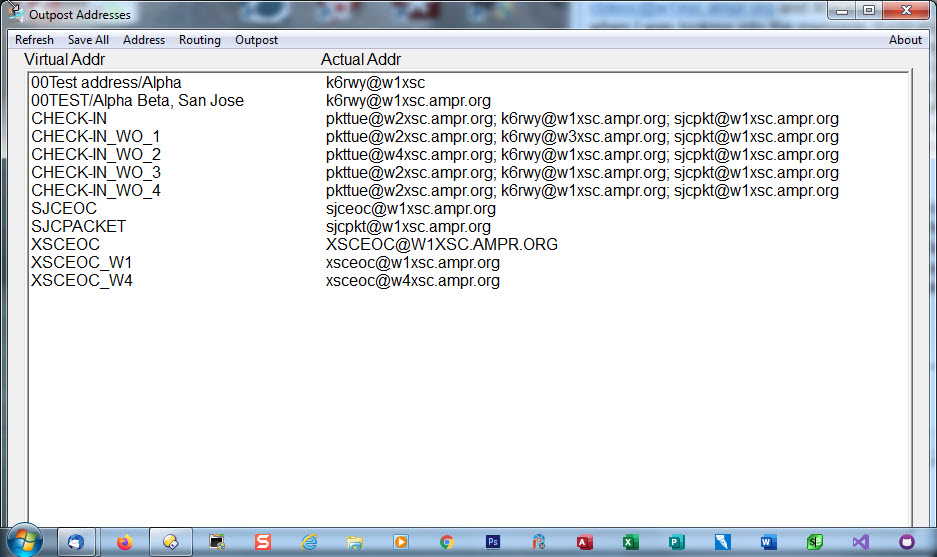 Outpost Addresses
Refresh Save All Address Routing Outpost About
Virtual Addr Actual Addr
00Test address/Alpha k6rwy@w1xsc
00TEST/Alpha Beta, San Jose k6rwy@w1xsc.ampr.org
CHECK-IN pkttue@w2xsc.ampr.org; k6rwy@w1xsc.ampr.org; sjcpkt@w1xsc.ampr.org
CHECK-IN_WO_1 pkttue@w2xsc.ampr.org; k6rwy@w3xsc.ampr.org; sjcpkt@w1xsc.ampr.org
CHECK-IN_WO_2 pkttue@w4xsc.ampr.org; k6rwy@w1xsc.ampr.org; sjcpkt@w1xsc.ampr.org
CHECK-IN_WO_3 pkttue@w2xsc.ampr.org; k6rwy@w1xsc.ampr.org; sjcpkt@w1xsc.ampr.org
CHECK-IN_WO_4 pkttue@w2xsc.ampr.org; k6rwy@w1xsc.ampr.org; sjcpkt@w1xsc.ampr.org
SJCEOC sjceoc@w1xsc.ampr.org
SJCPACKET sjcpkt@w1xsc.ampr.org
XSCEOC XSCEOC@W1XSC.AMPR.ORG
XSCEOC_W1 xsceoc@w1xsc.ampr.org
XSCEOC_W4 xsceoc@w4xsc.ampr.org